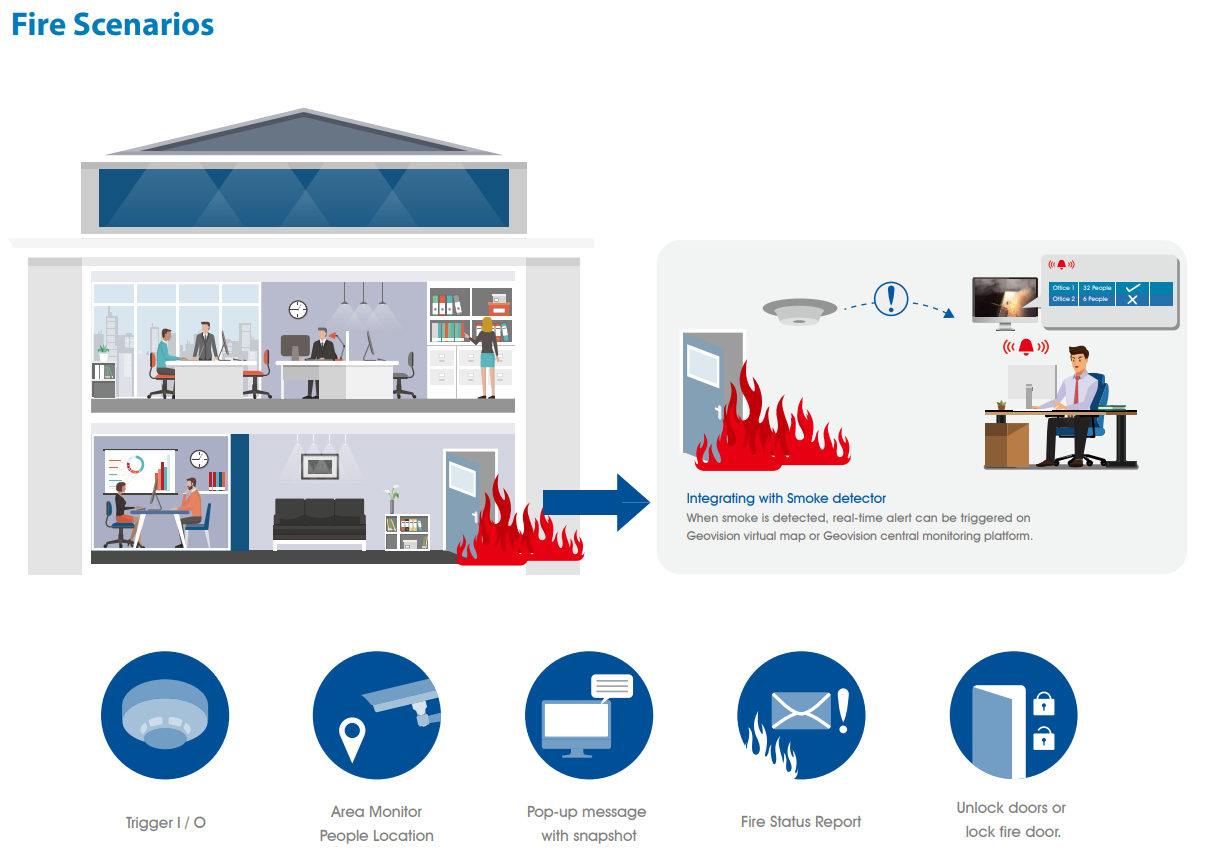 Fire Scenarios
Office 1 32 People
Office 2 6 People
Integrating with Smoke detector
When smoke is detected, real-time alert can be triggered on
Geovision virtual map or Geovision central monitoring platform.
Trigger I / O
Area Monitor
People Location
Pop-up message
with snapshot
Fire Status Report
Unlock doors or
lock fire door.